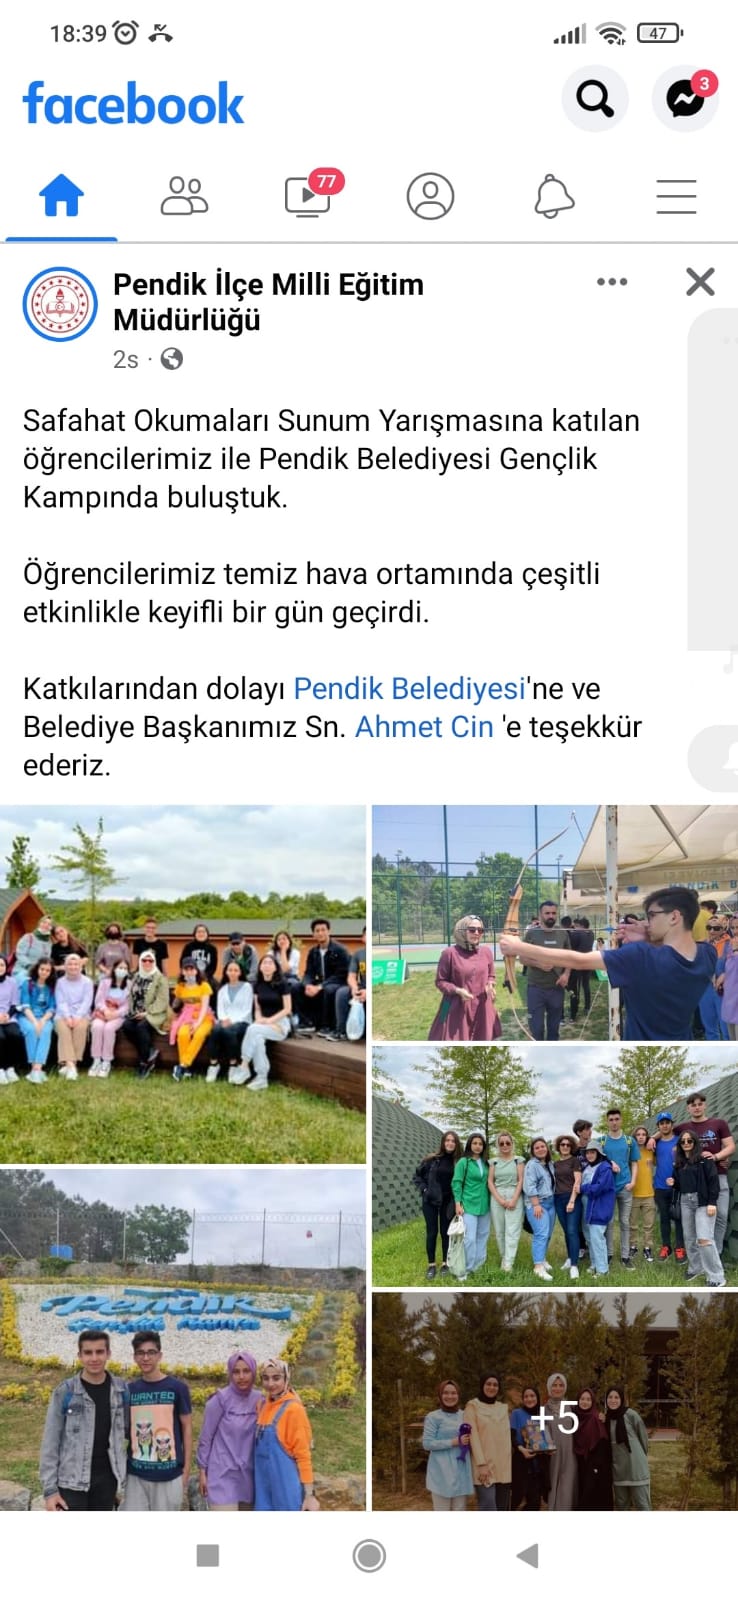 18:39
47
facebook
3
77
Pendik İlçe Milli Eğitim
Müdürlüğü
2s ·
Safahat Okumaları Sunum Yarışmasına katılan
öğrencilerimiz ile Pendik Belediyesi Gençlik
Kampında buluştuk.
Öğrencilerimiz temiz hava ortamında çeşitli
etkinlikle keyifli bir gün geçirdi.
Katkılarından dolayı Pendik Belediyesi'ne ve
Belediye Başkanımız Sn. Ahmet Cin 'e teşekkür
ederiz.
PENDİK B
Pendik
WANTED
+5